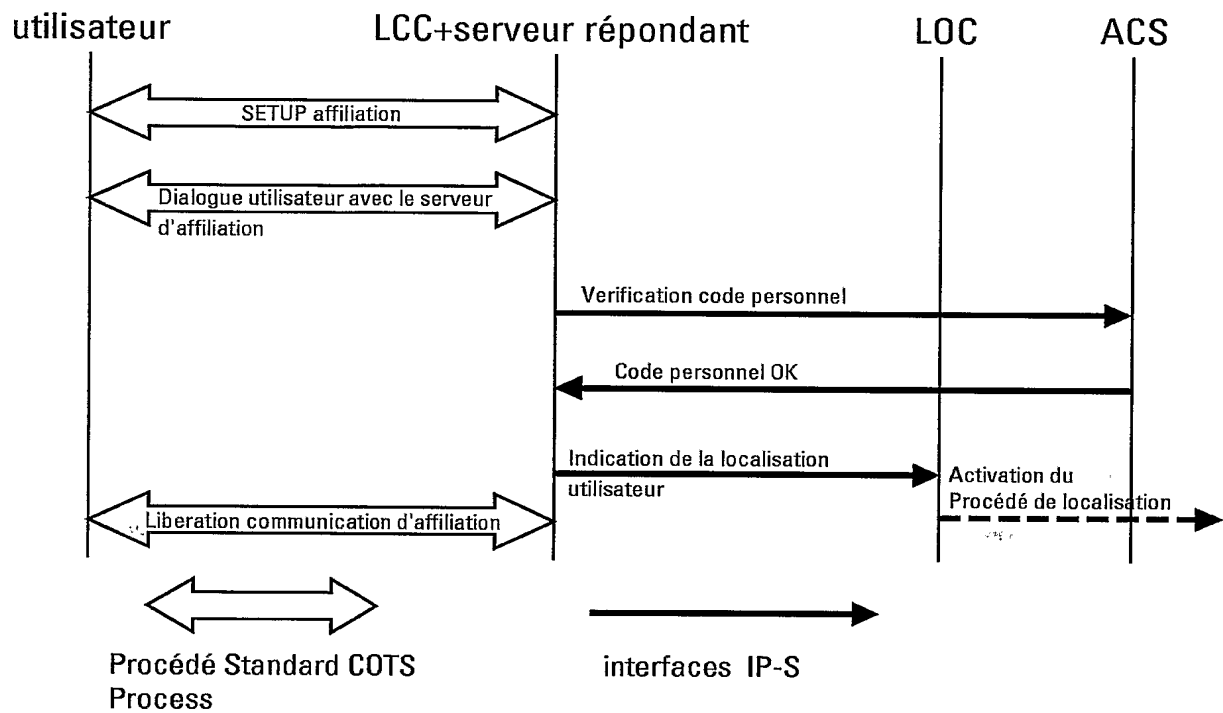 utilisateur LCC+serveur répondant LOC ACS
SETUP affiliation
Dialogue utilisateur avec le serveur
d'affiliation
Verification code personnel
Code personnel OK
Indication de la localisation
utilisateur
Activation du
Procédé de localisation
Liberation communication d'affiliation
Procédé Standard COTS
Process
interfaces IP-S